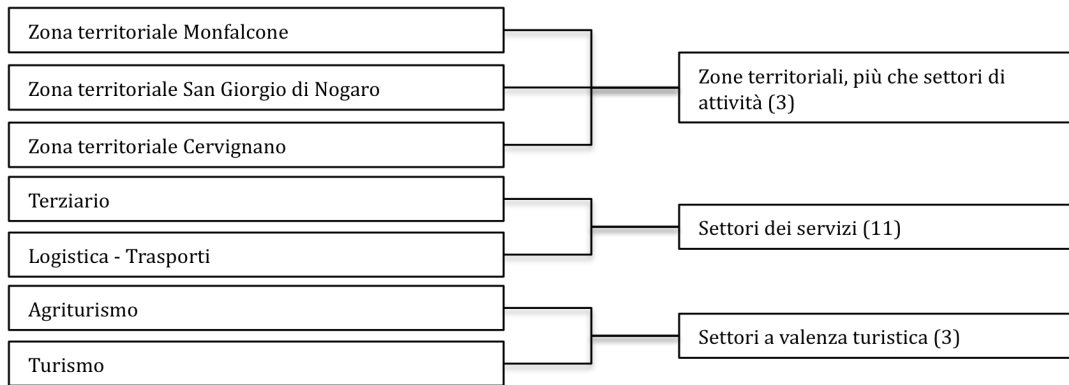 Zona territoriale Monfalcone
Zona territoriale San Giorgio di Nogaro
Zona territoriale Cervignano
Zone territoriali, più che settori di
attività (3)
Terziario
Logistica - Trasporti
Settori dei servizi (11)
Agriturismo
Turismo
Settori a valenza turistica (3)